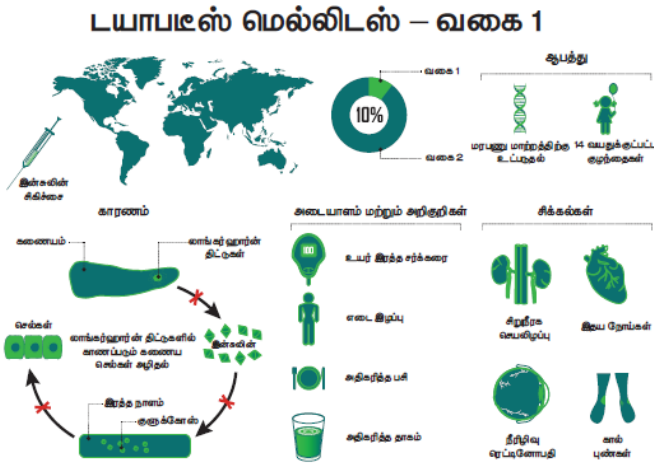 டயாபடீஸ் மெல்லிடஸ் – வகை 1
இன்சுலின்
சிகிச்சை
10%
வகை 1
வகை 2
ஆபத்து
மரபணு மாற்றத்திற்கு
உட்படுதல்
14 வயதுக்குட்பட்ட
குழந்தைகள்
காரணம்
கணையம்
லாங்கர்ஹார்ன்
திட்டுகள்
செல்கள்
லாங்கர்ஹார்ன் திட்டுகளில்
காணப்படும் கணைய
செல்கள் அழிதல்
இன்சுலின்
இரத்த நாளம்
குளுக்கோஸ்
அடையாளம் மற்றும் அறிகுறிகள்
100
உயர் இரத்த சர்க்கரை
எடை இழப்பு
அதிகரித்த பசி
அதிகரித்த தாகம்
சிக்கல்கள்
சிறுநீரக
செயலிழப்பு
இதய நோய்கள்
நீரிழிவு
ரெட்டினோபதி
கால்
புண்கள்